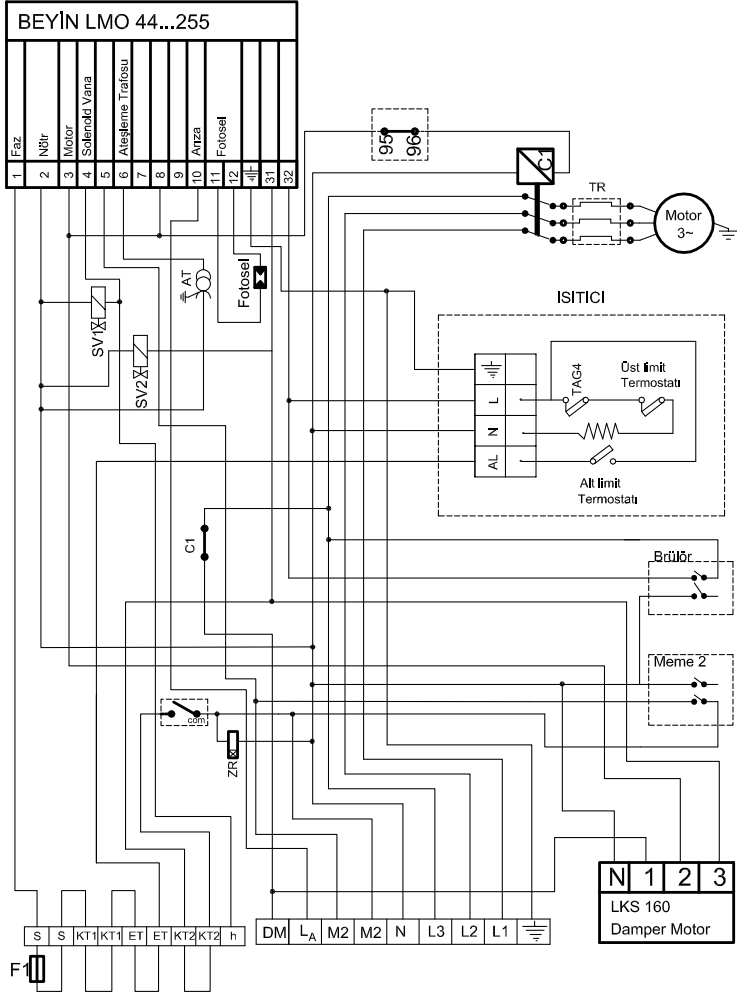 BEYİN LMO 44...255
Faz
Nötr
Motor
Solenoid Vana
Ateşleme Trafosu
Arıza
Fotosel
1 2 3 4 5 6 7 8 9 10 11 12 31 32
95 96
C1
TR
Motor
3~
AT
Fotosel
SV1
SV2
ISITICI
L
N
AL
TAG4
Üst limit
Termostatı
Alt limit
Termostatı
C1
Brülör
Meme 2
com
ZR
N 1 2 3
LKS 160
Damper Motor
S S KT1 KT1 ET ET KT2 KT2 h
DM LA M2 M2 N L3 L2 L1
F1